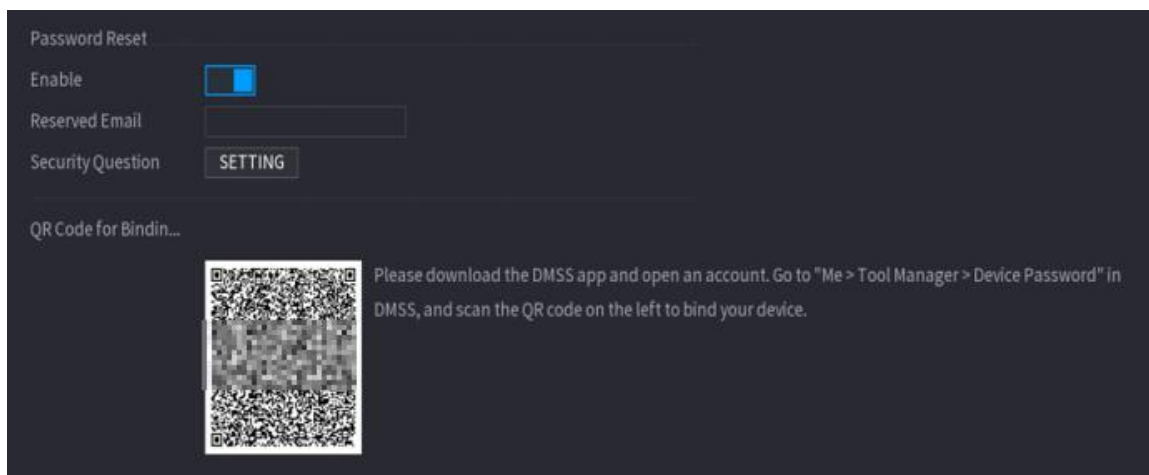 Password Reset
Enable
Reserved Email
Security Question SETTING
QR Code for Bindin...
Please download the DMSS app and open an account. Go to "Me > Tool Manager > Device Password" in
DMSS, and scan the QR code on the left to bind your device.